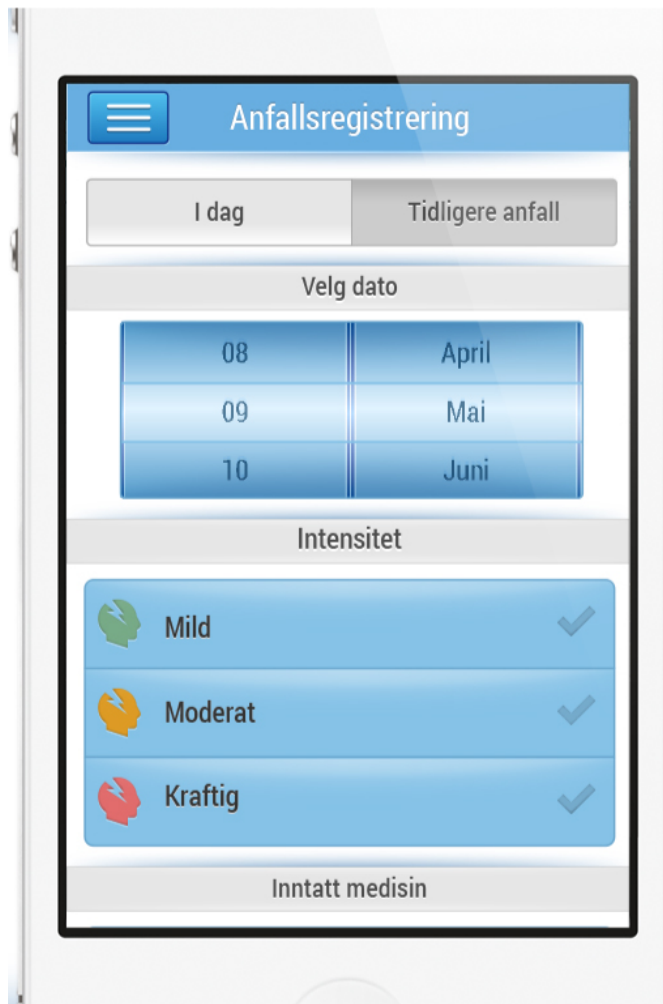 Anfallsregistrering
I dag Tidligere anfall
Velg dato
08 April
09 Mai
10 Juni
Intensitet
Mild
Moderat
Kraftig
Inntatt medisin